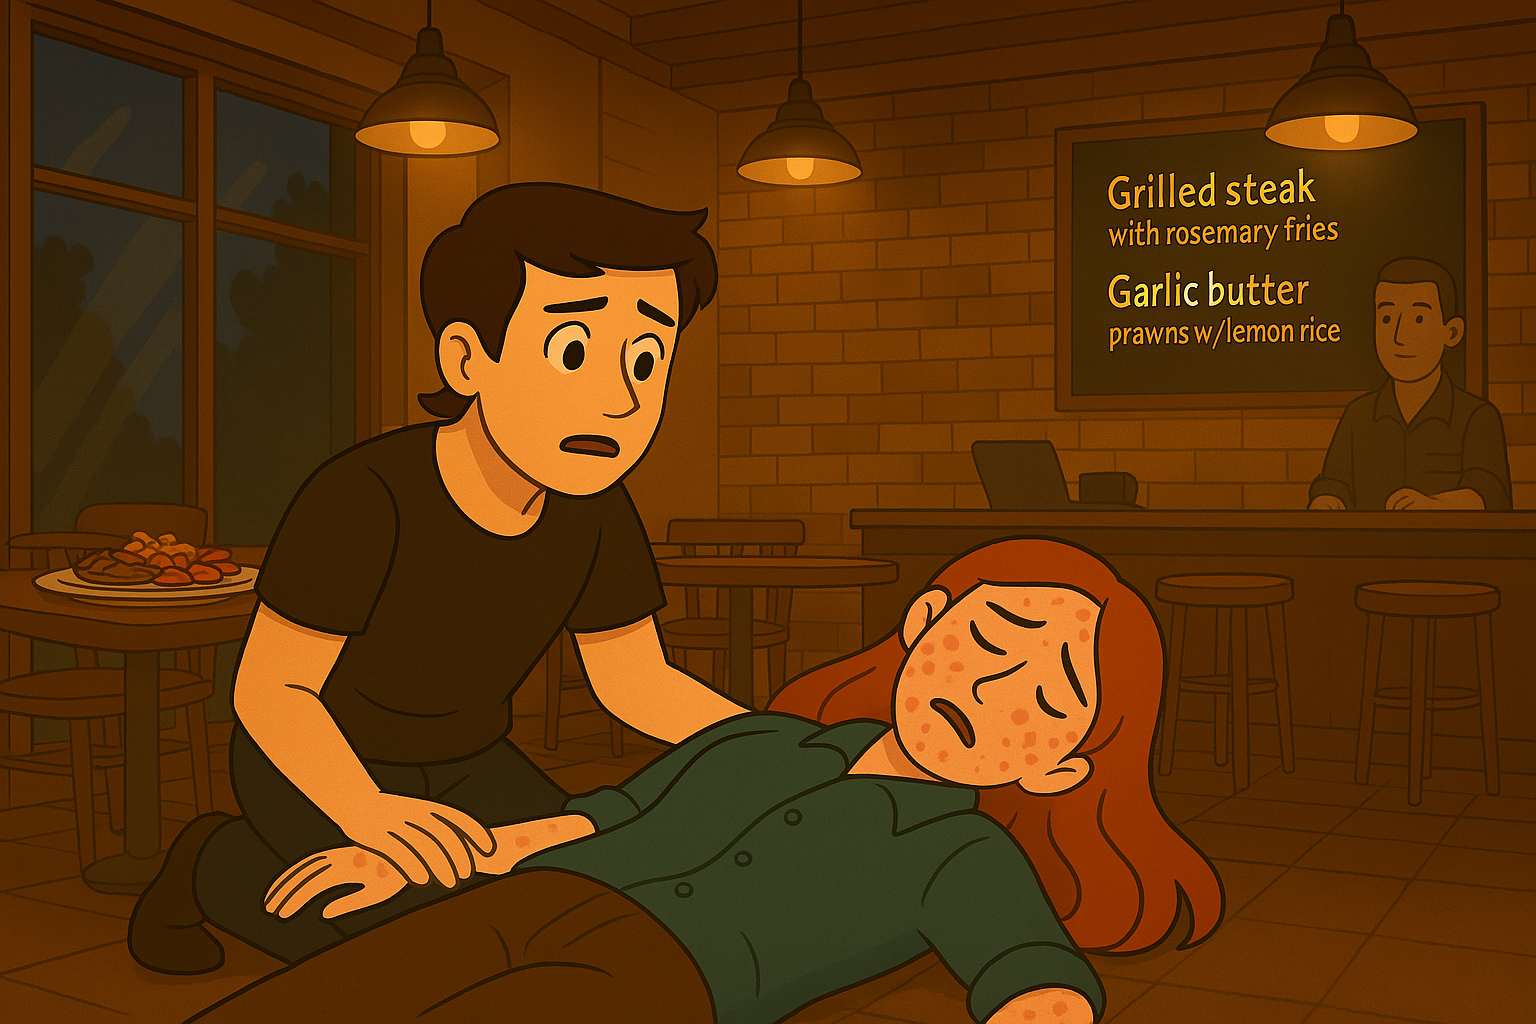 Grilled steak
with rosemary fries
Garlic butter
prawns w/lemon rice